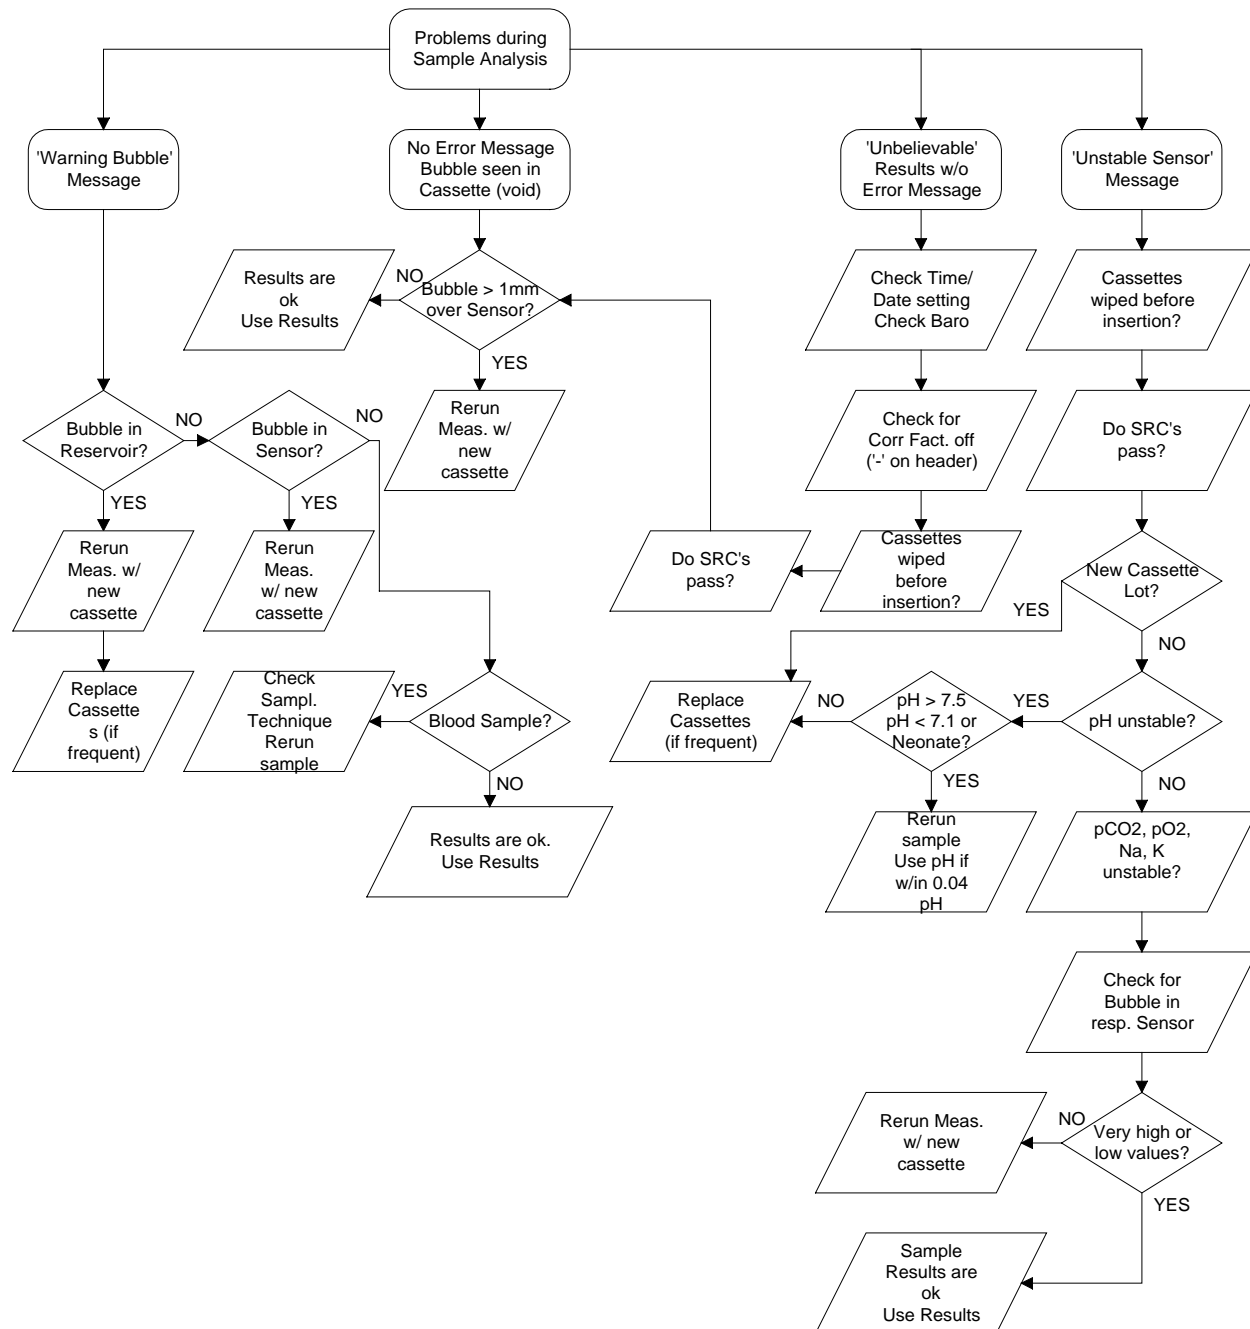 Problems during
Sample Analysis
'Warning Bubble'
Message
No Error Message
Bubble seen in
Cassette (void)
'Unbelievable'
Results w/o
Error Message
'Unstable Sensor'
Message
Results are
ok
Use Results
NO
Bubble > 1mm
over Sensor?
YES
Check Time/
Date setting
Check Baro
Cassettes
wiped before
insertion?
Bubble in
Reservoir?
NO
YES
Bubble in
Sensor?
NO
YES
Rerun
Meas. w/
new
cassette
Check for
Corr Fact. off
('-' on header)
Do SRC's
pass?
Rerun
Meas. w/
new
cassette
Rerun
Meas.
w/ new
cassette
Do SRC's
pass?
Cassettes
wiped
before
insertion?
New Cassette
Lot?
YES
NO
Replace
Cassette
s (if
frequent)
Check
Sampl.
Technique
Rerun
sample
YES
Blood Sample?
NO
Replace
Cassettes
(if frequent)
NO
pH > 7.5
pH < 7.1 or
Neonate?
YES
YES
pH unstable?
NO
Results are ok.
Use Results
Rerun
sample
Use pH if
w/in 0.04
pH
pCO2, pO2,
Na, K
unstable?
Check for
Bubble in
resp. Sensor
Rerun Meas.
w/ new
cassette
NO
Very high or
low values?
YES
Sample
Results are
ok
Use Results